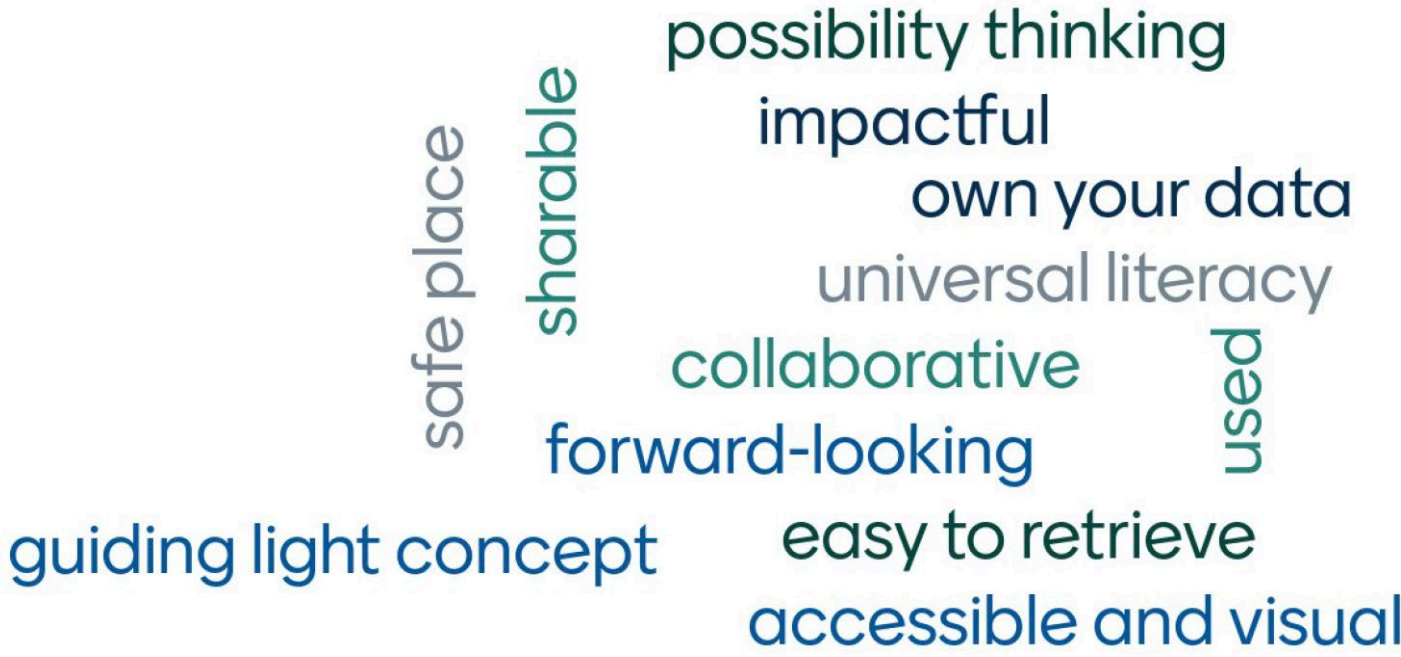 possibility thinking
impactful
own your data
universal literacy
sharable
safe place
collaborative
used
forward-looking
easy to retrieve
guiding light concept
accessible and visual